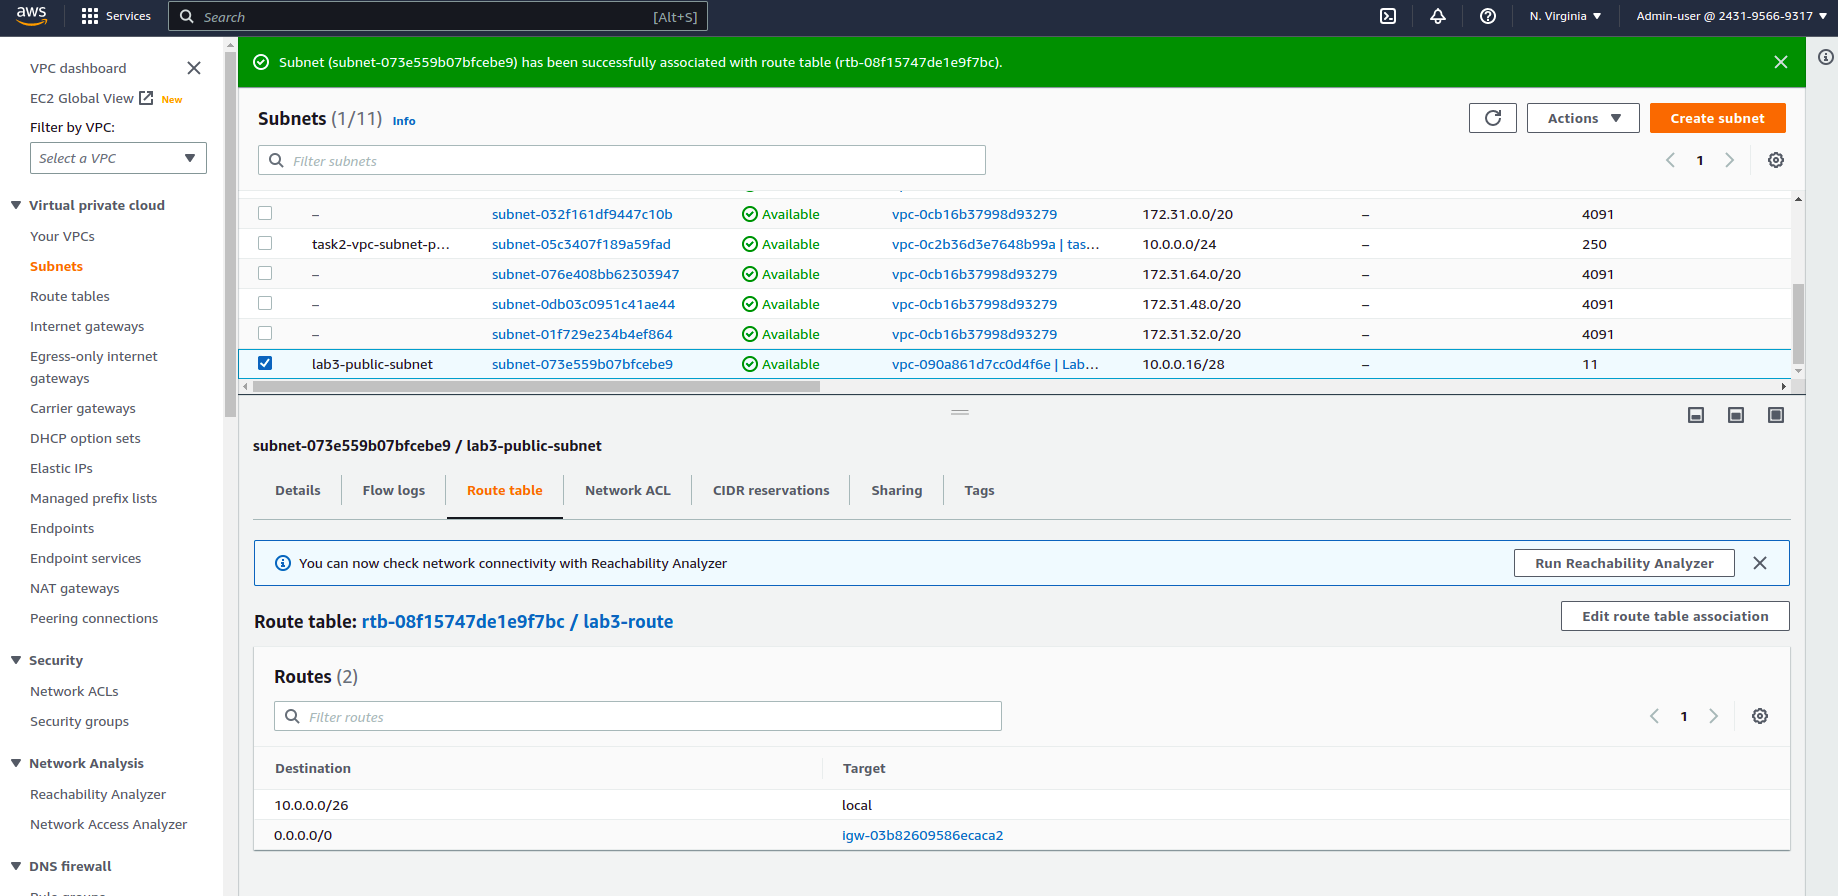 aws
Services
Search [Alt+S]
N. Virginia
Admin-user @ 2431-9566-9317
VPC dashboard
EC2 Global View New
Filter by VPC:
Select a VPC
Virtual private cloud
Your VPCs
Subnets
Route tables
Internet gateways
Egress-only internet
gateways
Carrier gateways
DHCP option sets
Elastic IPs
Managed prefix lists
Endpoints
Endpoint services
NAT gateways
Peering connections
Security
Network ACLs
Security groups
Network Analysis
Reachability Analyzer
Network Access Analyzer
DNS firewall
Subnet (subnet-073e559b07bfcebe9) has been successfully associated with route table (rtb-08f15747de1e9f7bc).
Subnets (1/11) Info
Actions
Create subnet
Filter subnets
1
– subnet-032f161df9447c10b Available vpc-0cb16b37998d93279 172.31.0.0/20 – 4091
task2-vpc-subnet-p... subnet-05c3407f189a59fad Available vpc-0c2b36d3e7648b99a | tas... 10.0.0.0/24 – 250
– subnet-076e408bb62303947 Available vpc-0cb16b37998d93279 172.31.64.0/20 – 4091
– subnet-0db03c0951c41ae44 Available vpc-0cb16b37998d93279 172.31.48.0/20 – 4091
– subnet-01f729e234b4ef864 Available vpc-0cb16b37998d93279 172.31.32.0/20 – 4091
lab3-public-subnet subnet-073e559b07bfcebe9 Available vpc-090a861d7cc0d4f6e | Lab... 10.0.0.16/28 – 11
subnet-073e559b07bfcebe9 / lab3-public-subnet
Details Flow logs Route table Network ACL CIDR reservations Sharing Tags
You can now check network connectivity with Reachability Analyzer
Run Reachability Analyzer
Route table: rtb-08f15747de1e9f7bc / lab3-route
Edit route table association
Routes (2)
Filter routes
1
Destination Target
10.0.0.0/26 local
0.0.0.0/0 igw-03b82609586ecaca2